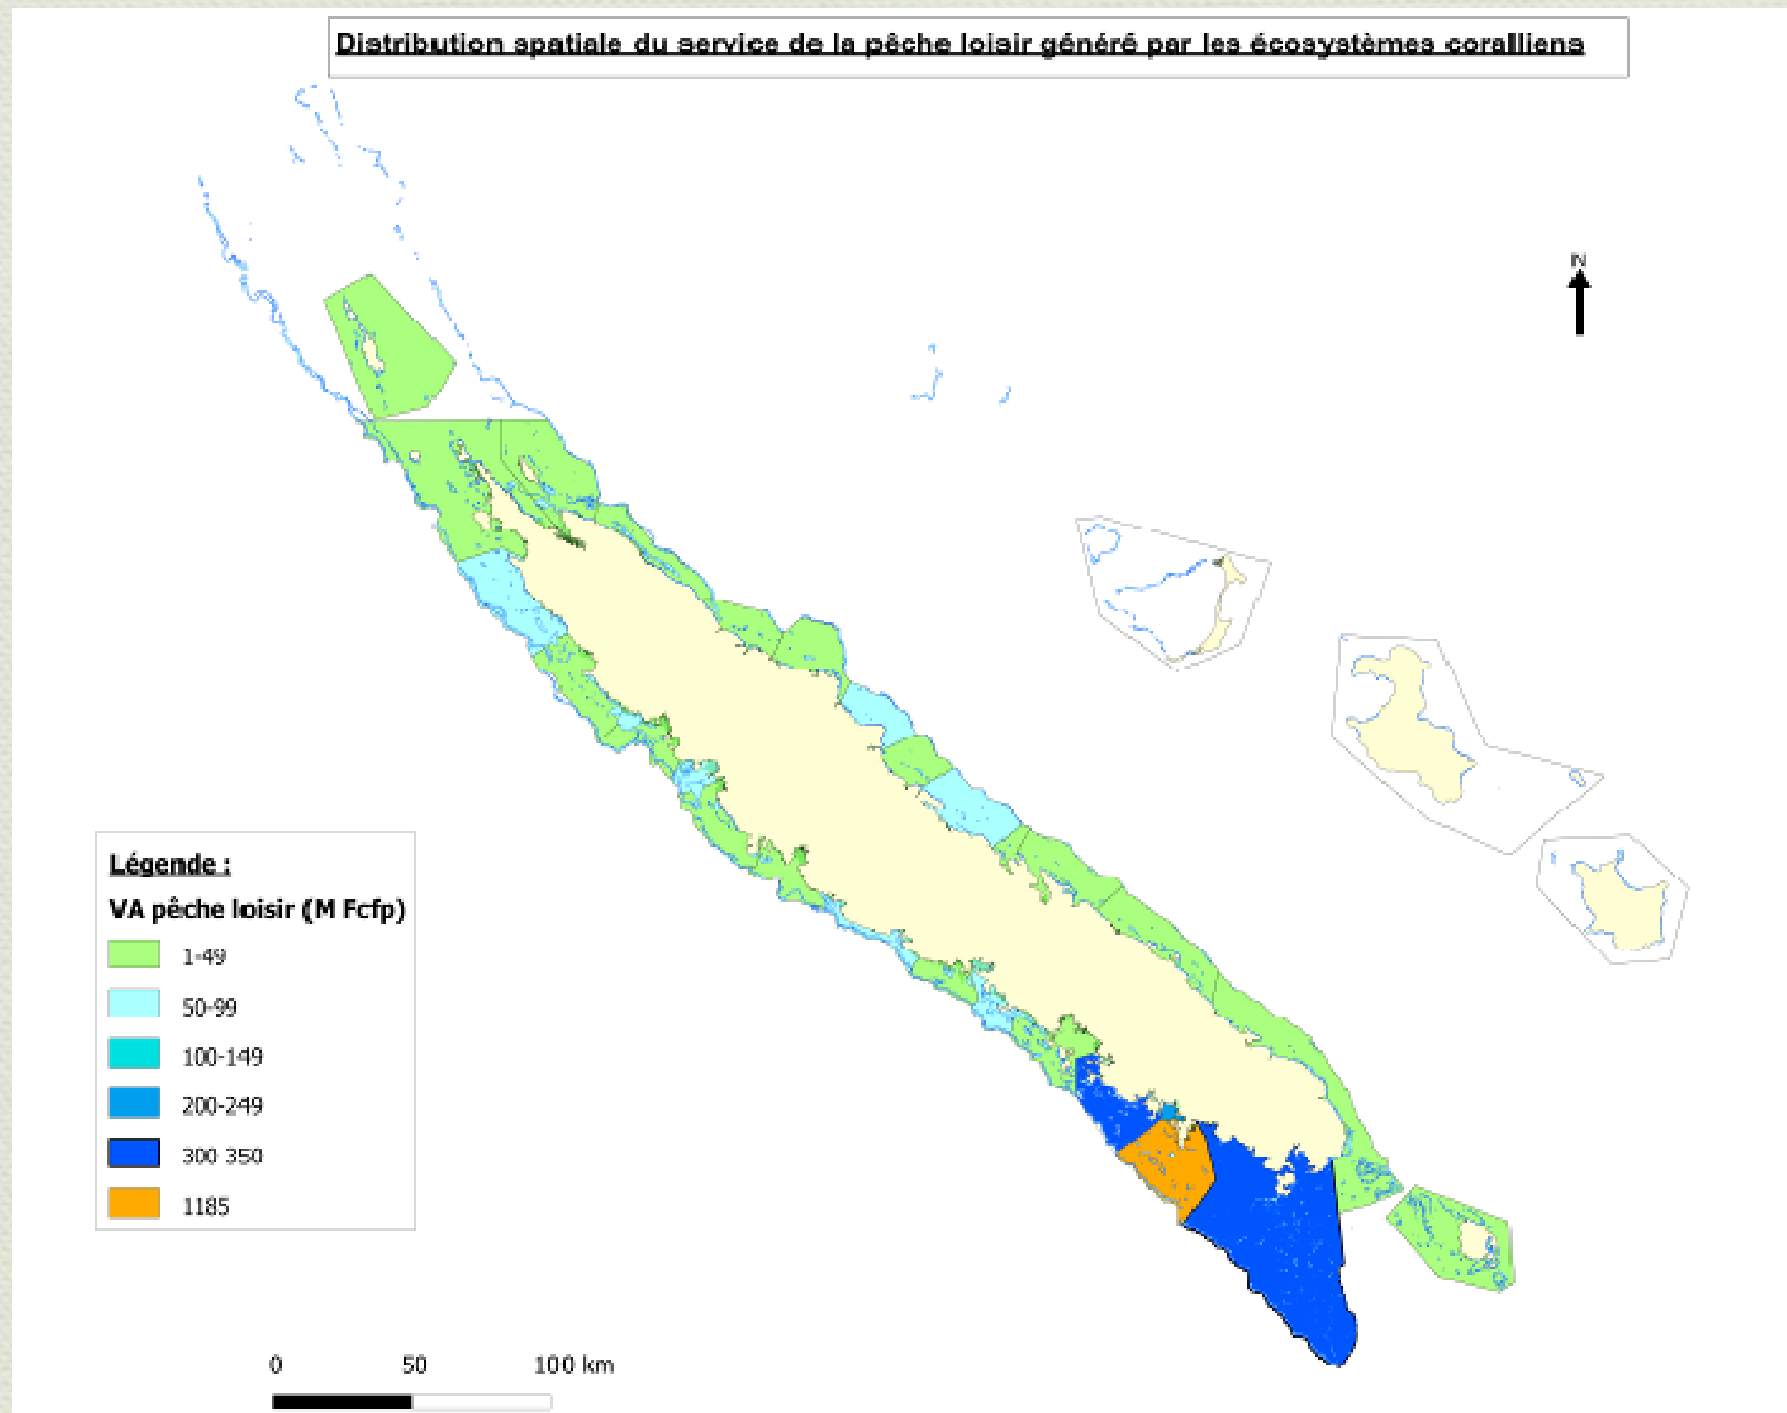 Distribution spatiale du service de la pêche loisir généré par les écosystèmes coralliens
N
Légende :
VA pêche loisir (M Fcfp)
1-49
50-99
100-149
200-249
300 350
1185
0 50 100 km